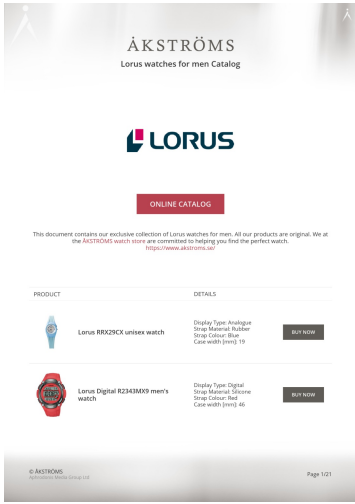 ÅKSTRÖMS
Lorus watches for men Catalog
LORUS
ONLINE CATALOG
This document contains our exclusive collection of Lorus watches for men. All our products are original. We at
the ÅKSTRÖMS watch store are committed to helping you find the perfect watch.
https://www.akstroms.se/
PRODUCT DETAILS
Lorus RRX29CX unisex watch
Display Type: Analogue
Strap Material: Rubber
Strap Colour: Blue
Case width [mm]: 19
BUY NOW
Lorus Digital R2343MX9 men's
watch
Display Type: Digital
Strap Material: Silicone
Strap Colour: Red
Case width [mm]: 46
BUY NOW
© ÅKSTRÖMS
Aphrodisias Media Group Ltd
Page 1/21